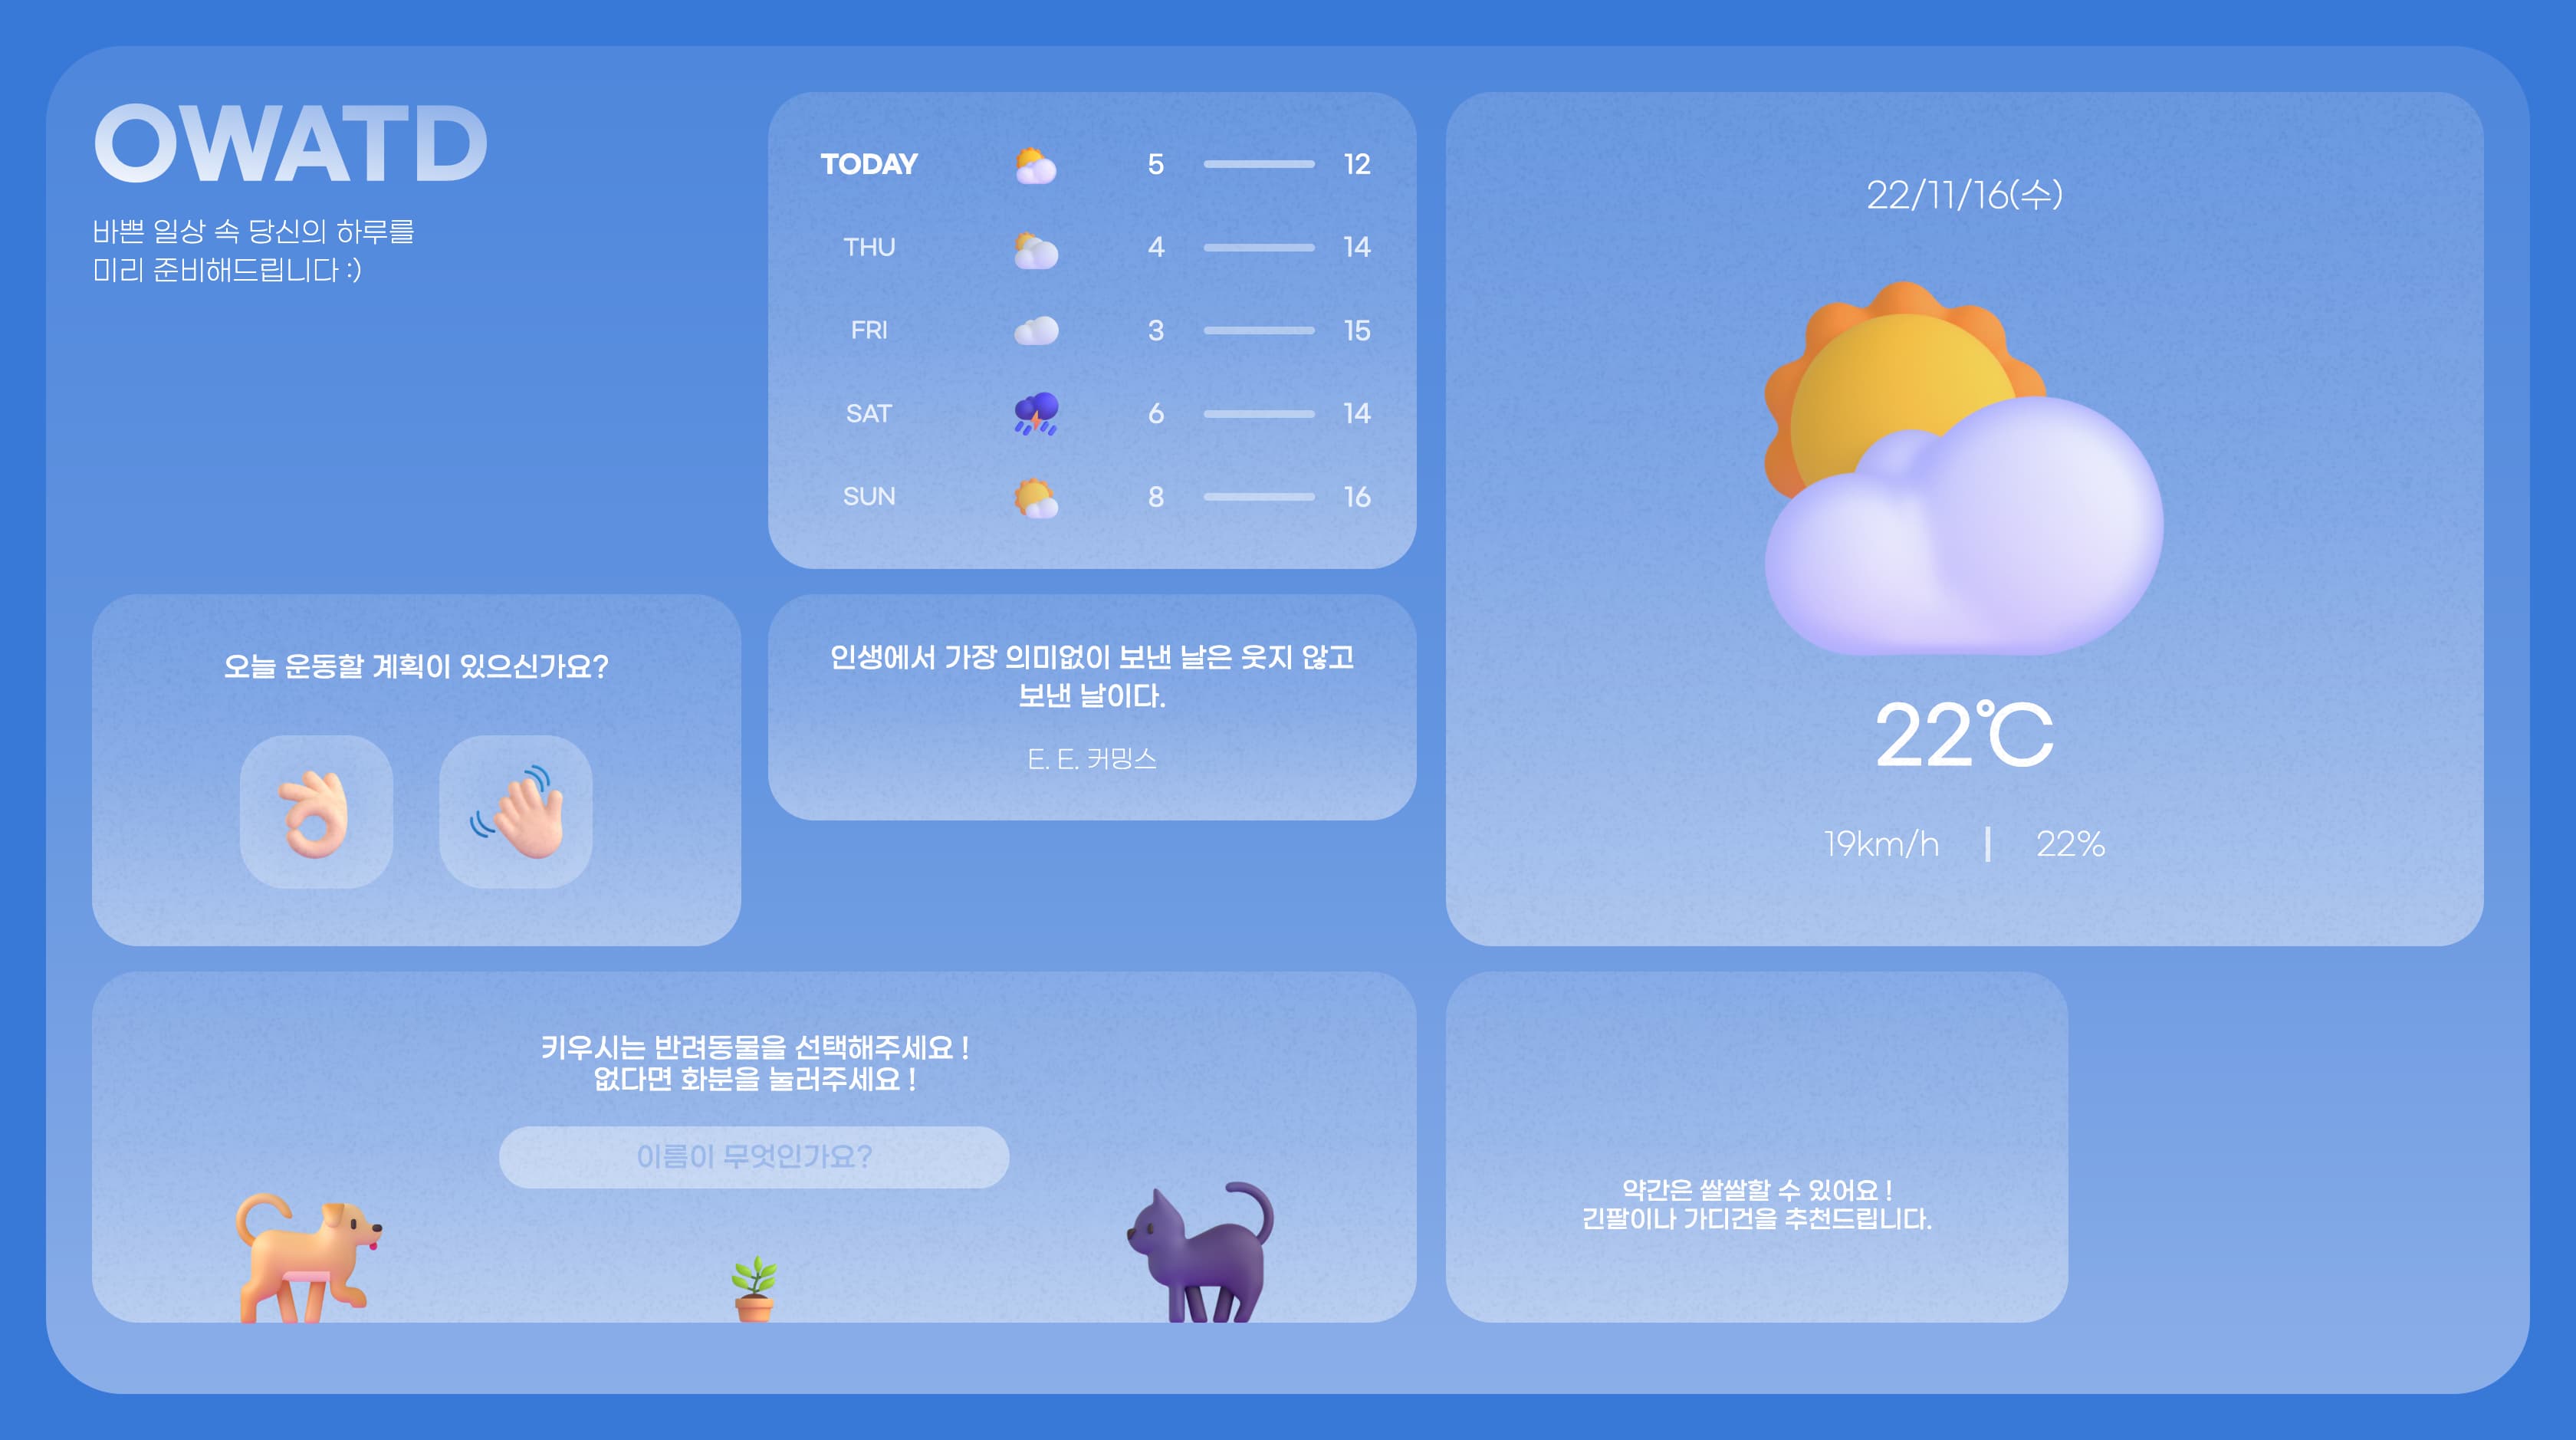 OWATD
바쁜 일상 속 당신의 하루를
미리 준비해드립니다 :)
TODAY 5 12
THU 4 14
FRI 3 15
SAT 6 14
SUN 8 16
22/11/16(수)
22℃
19km/h | 22%
오늘 운동할 계획이 있으신가요?
인생에서 가장 의미없이 보낸 날은 웃지 않고
보낸 날이다.
E. E. 커밍스
키우시는 반려동물을 선택해주세요 !
없다면 화분을 눌러주세요 !
이름이 무엇인가요?
약간은 쌀쌀할 수 있어요 !
긴팔이나 가디건을 추천드립니다.